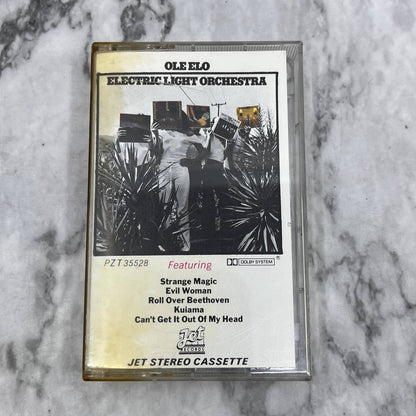 OLE ELO
ELECTRIC LIGHT ORCHESTRA
PZT 35528
Featuring
DOLBY SYSTEM
Strange Magic
Evil Woman
Roll Over Beethoven
Kuiama
Can't Get It Out Of My Head
Jet
RECORDS
JET STEREO CASSETTE